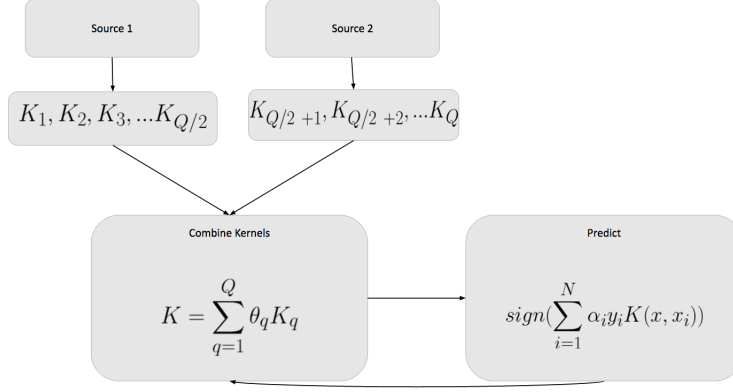 Source 1
Source 2
K_1, K_2, K_3, ...K_{Q/2}
K_{Q/2 +1}, K_{Q/2 +2}, ...K_Q
Combine Kernels
K = \sum_{q=1}^{Q} \theta_q K_q
Predict
sign(\sum_{i=1}^{N} \alpha_i y_i K(x, x_i))